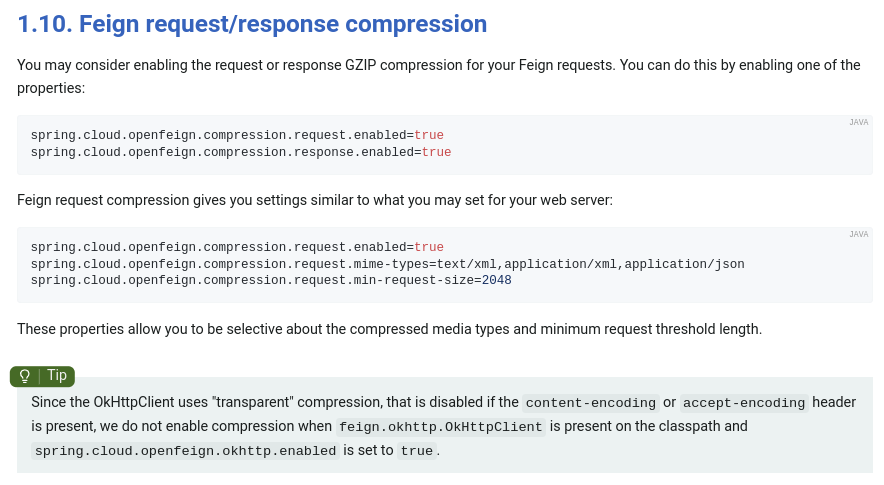 1.10. Feign request/response compression
You may consider enabling the request or response GZIP compression for your Feign requests. You can do this by enabling one of the
properties:
JAVA
spring.cloud.openfeign.compression.request.enabled=true
spring.cloud.openfeign.compression.response.enabled=true
Feign request compression gives you settings similar to what you may set for your web server:
JAVA
spring.cloud.openfeign.compression.request.enabled=true
spring.cloud.openfeign.compression.request.mime-types=text/xml,application/xml,application/json
spring.cloud.openfeign.compression.request.min-request-size=2048
These properties allow you to be selective about the compressed media types and minimum request threshold length.
Tip
Since the OkHttpClient uses "transparent" compression, that is disabled if the content-encoding or accept-encoding header
is present, we do not enable compression when feign.okhttp.OkHttpClient is present on the classpath and
spring.cloud.openfeign.okhttp.enabled is set to true.